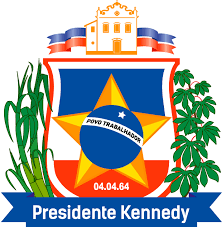 POVO TRABALHADOR
04.04.64
Presidente Kennedy